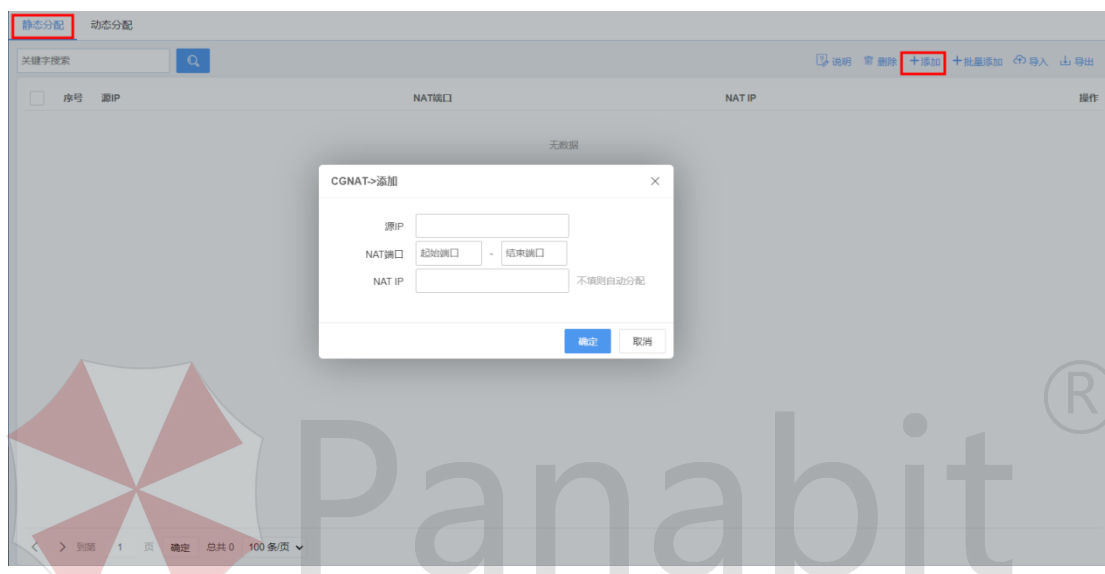 静态分配 动态分配
关键字搜索 说明 删除 +添加 +批量添加 导入 导出
序号 源IP NAT端口 NAT IP 操作
无数据
CGNAT->添加
源IP
NAT端口 起始端口 - 结束端口
NAT IP 不填则自动分配
确定 取消
Panabit®
到第 1 页 确定 总共 0 100 条/页